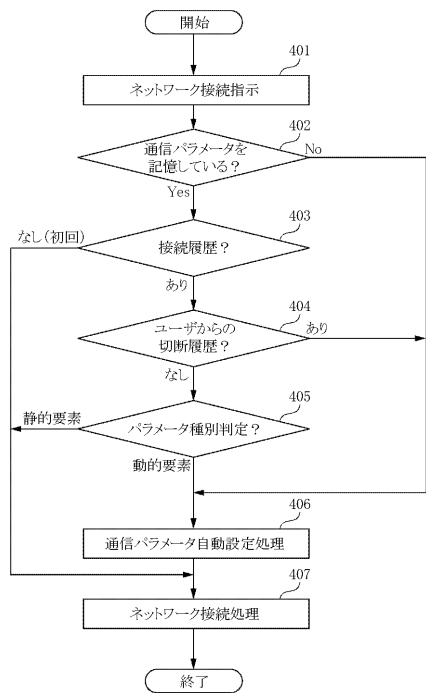 開始
401
ネットワーク接続指示
402
通信パラメータを
記憶している？
No
Yes
403
なし（初回）
接続履歴？
あり
404
ユーザからの
切断履歴？
あり
なし
405
静的要素
パラメータ種別判定？
動的要素
406
通信パラメータ自動設定処理
407
ネットワーク接続処理
終了